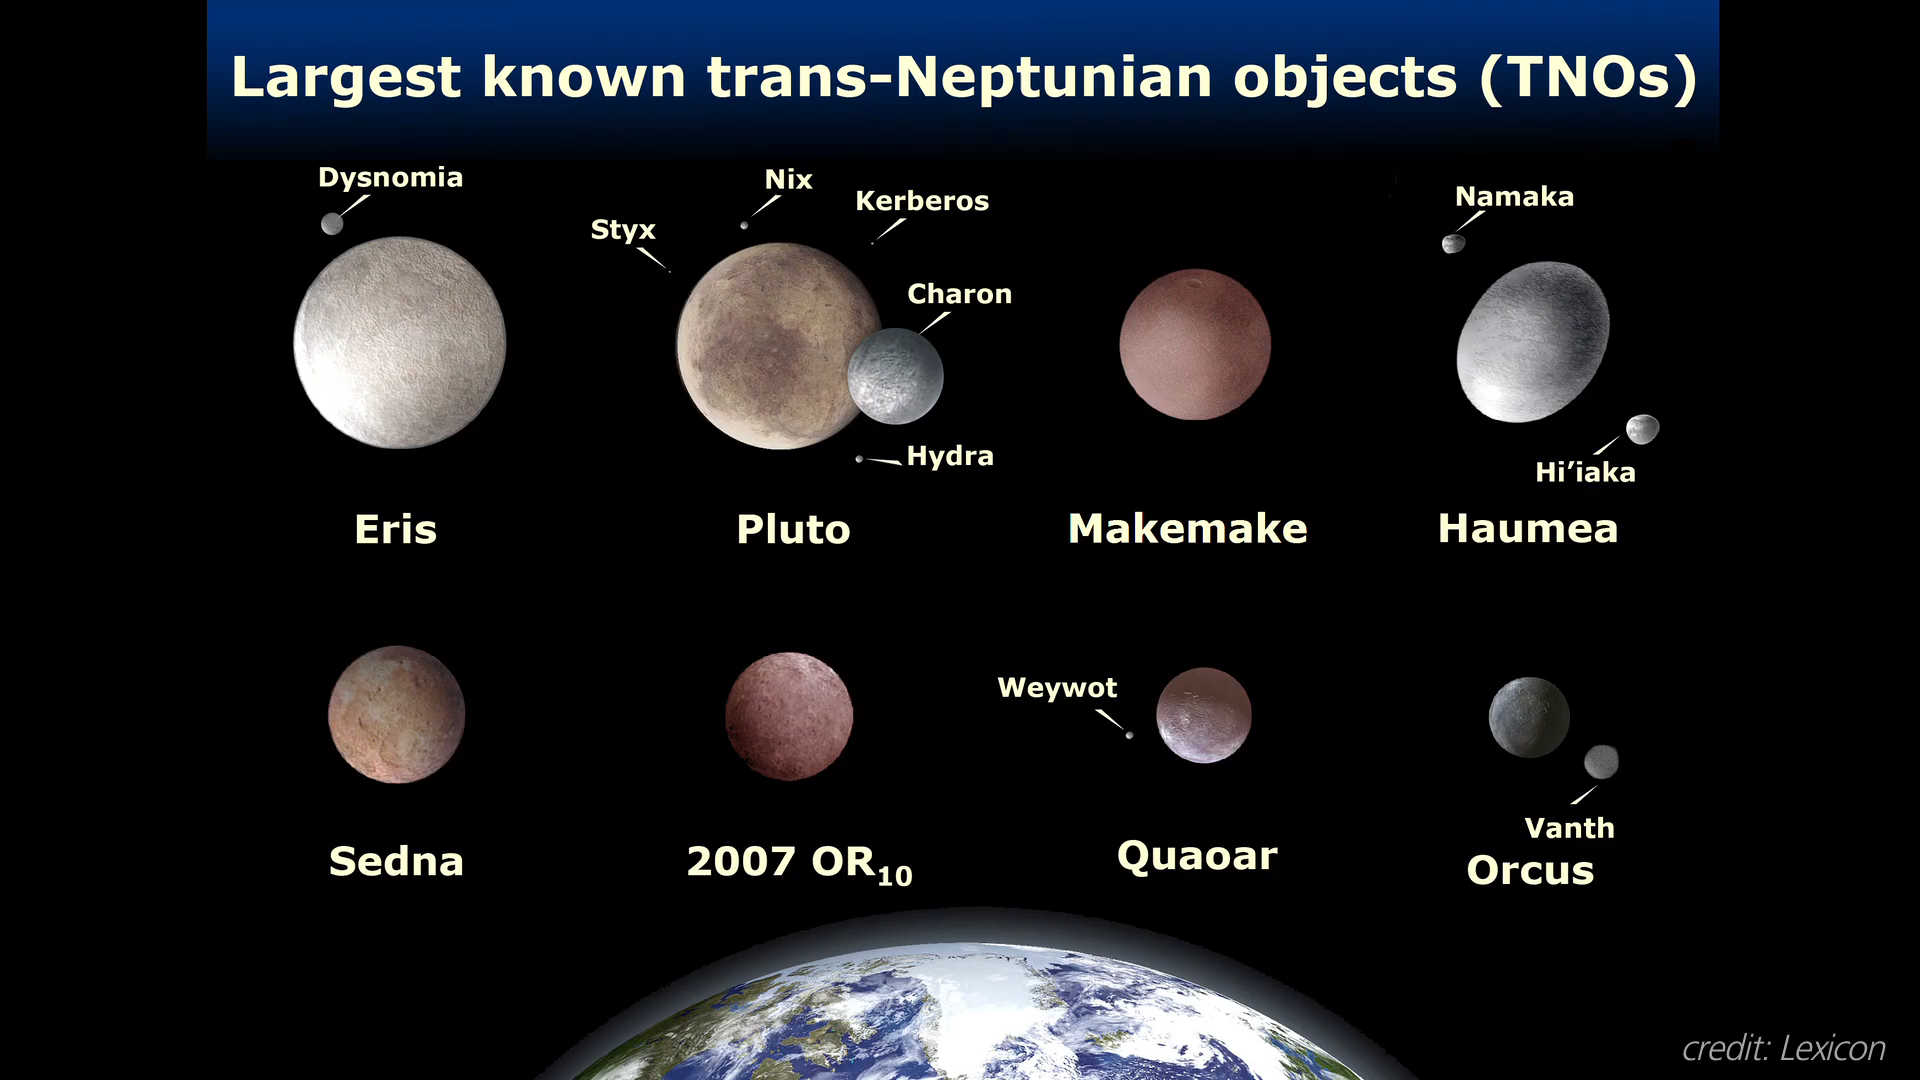 Largest known trans-Neptunian objects (TNOs)
Dysnomia
Nix
Kerberos
Styx
Charon
Hydra
Namaka
Hi’iaka
Eris
Pluto
Makemake
Haumea
Weywot
Vanth
Sedna
2007 OR₁₀
Quaoar
Orcus
credit: Lexicon